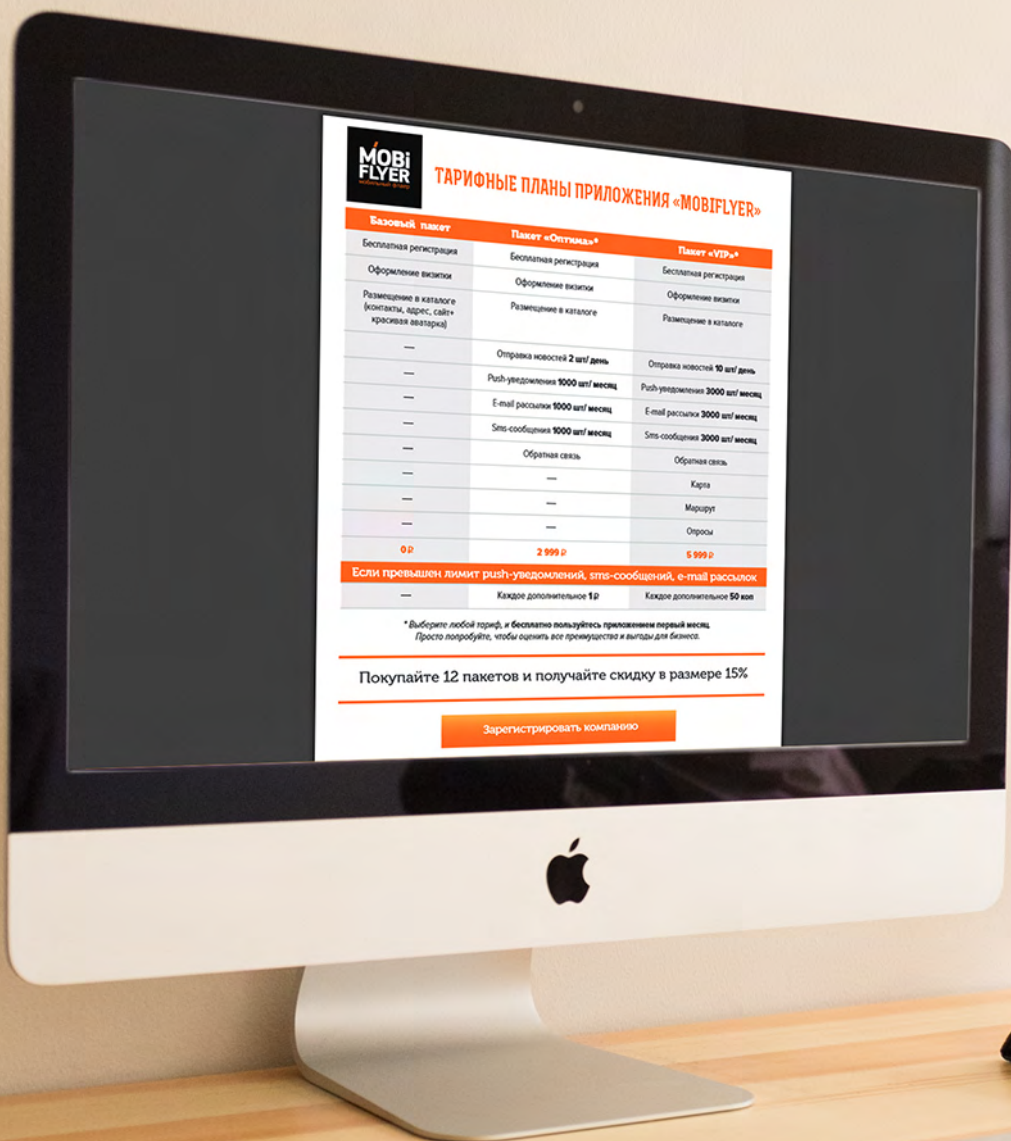 MOBi
FLYER
мобильный флаер
ТАРИФНЫЕ ПЛАНЫ ПРИЛОЖЕНИЯ «MOBIFLYER»
Базовый пакет Пакет «Оптима»* Пакет «VIP»*
Бесплатная регистрация Бесплатная регистрация Бесплатная регистрация
Оформление визитки Оформление визитки Оформление визитки
Размещение в каталоге Размещение в каталоге Размещение в каталоге
(контакты, адрес, сайт+
красивая аватарка)
— Отправка новостей 2 шт/ день Отправка новостей 10 шт/ день
— Push-уведомления 1000 шт/ месяц Push-уведомления 3000 шт/ месяц
— E-mail рассылки 1000 шт/ месяц E-mail рассылки 3000 шт/ месяц
— Sms-сообщения 1000 шт/ месяц Sms-сообщения 3000 шт/ месяц
— Обратная связь Обратная связь
— — Карта
— — Маршрут
— — Опросы
0 ₽ 2 999 ₽ 5 999 ₽
Если превышен лимит push-уведомлений, sms-сообщений, e-mail рассылок
— Каждое дополнительное 1 ₽ Каждое дополнительное 50 коп
* Выберите любой тариф, и бесплатно пользуйтесь приложением первый месяц.
Просто попробуйте, чтобы оценить все преимущества и выгоды для бизнеса.
Покупайте 12 пакетов и получайте скидку в размере 15%
Зарегистрировать компанию